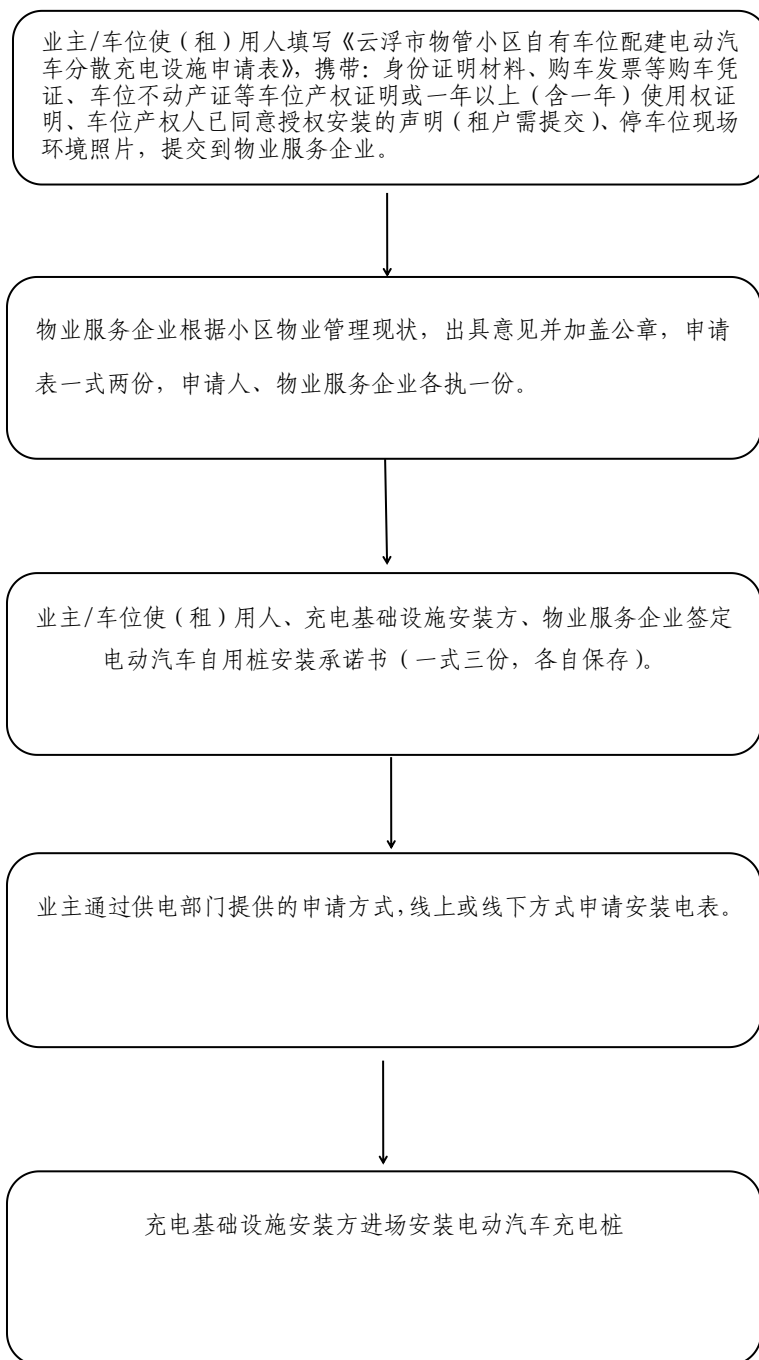 业主/车位使（租）用人填写《云浮市物管小区自有车位配建电动汽
车分散充电设施申请表》，携带：身份证明材料、购车发票等购车凭
证、车位不动产证等车位产权证明或一年以上（含一年）使用权证
明、车位产权人已同意授权安装的声明（租户需提交）、停车位现场
环境照片，提交到物业服务企业。
物业服务企业根据小区物业管理现状，出具意见并加盖公章，申请
表一式两份，申请人、物业服务企业各执一份。
业主/车位使（租）用人、充电基础设施安装方、物业服务企业签定
电动汽车自用桩安装承诺书（一式三份，各自保存）。
业主通过供电部门提供的申请方式，线上或线下方式申请安装电表。
充电基础设施安装方进场安装电动汽车充电桩